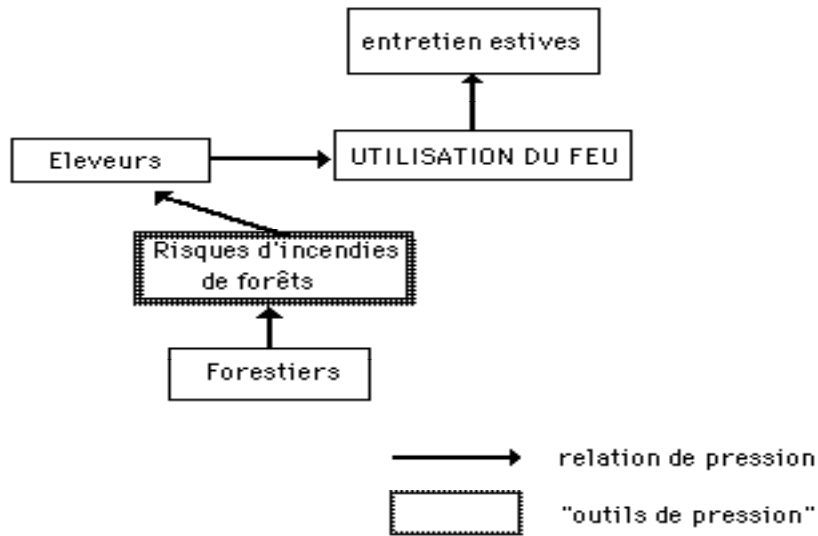 entretien estives
Eleveurs
UTILISATION DU FEU
Risques d'incendies
de forêts
Forestiers
relation de pression
"outils de pression"